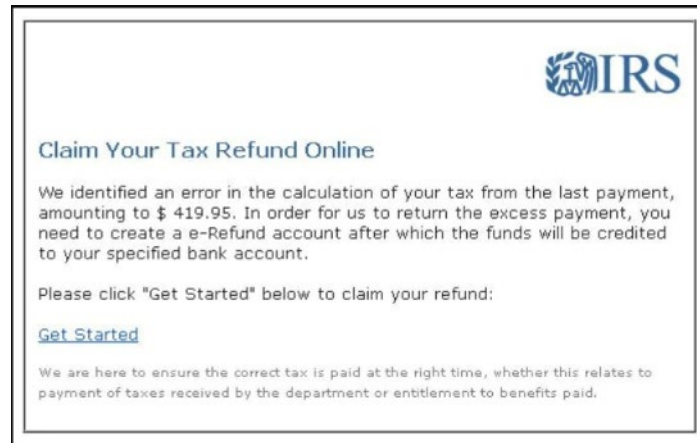 IRS
Claim Your Tax Refund Online
We identified an error in the calculation of your tax from the last payment,
amounting to $ 419.95. In order for us to return the excess payment, you
need to create a e-Refund account after which the funds will be credited
to your specified bank account.
Please click "Get Started" below to claim your refund:
Get Started
We are here to ensure the correct tax is paid at the right time, whether this relates to
payment of taxes received by the department or entitlement to benefits paid.